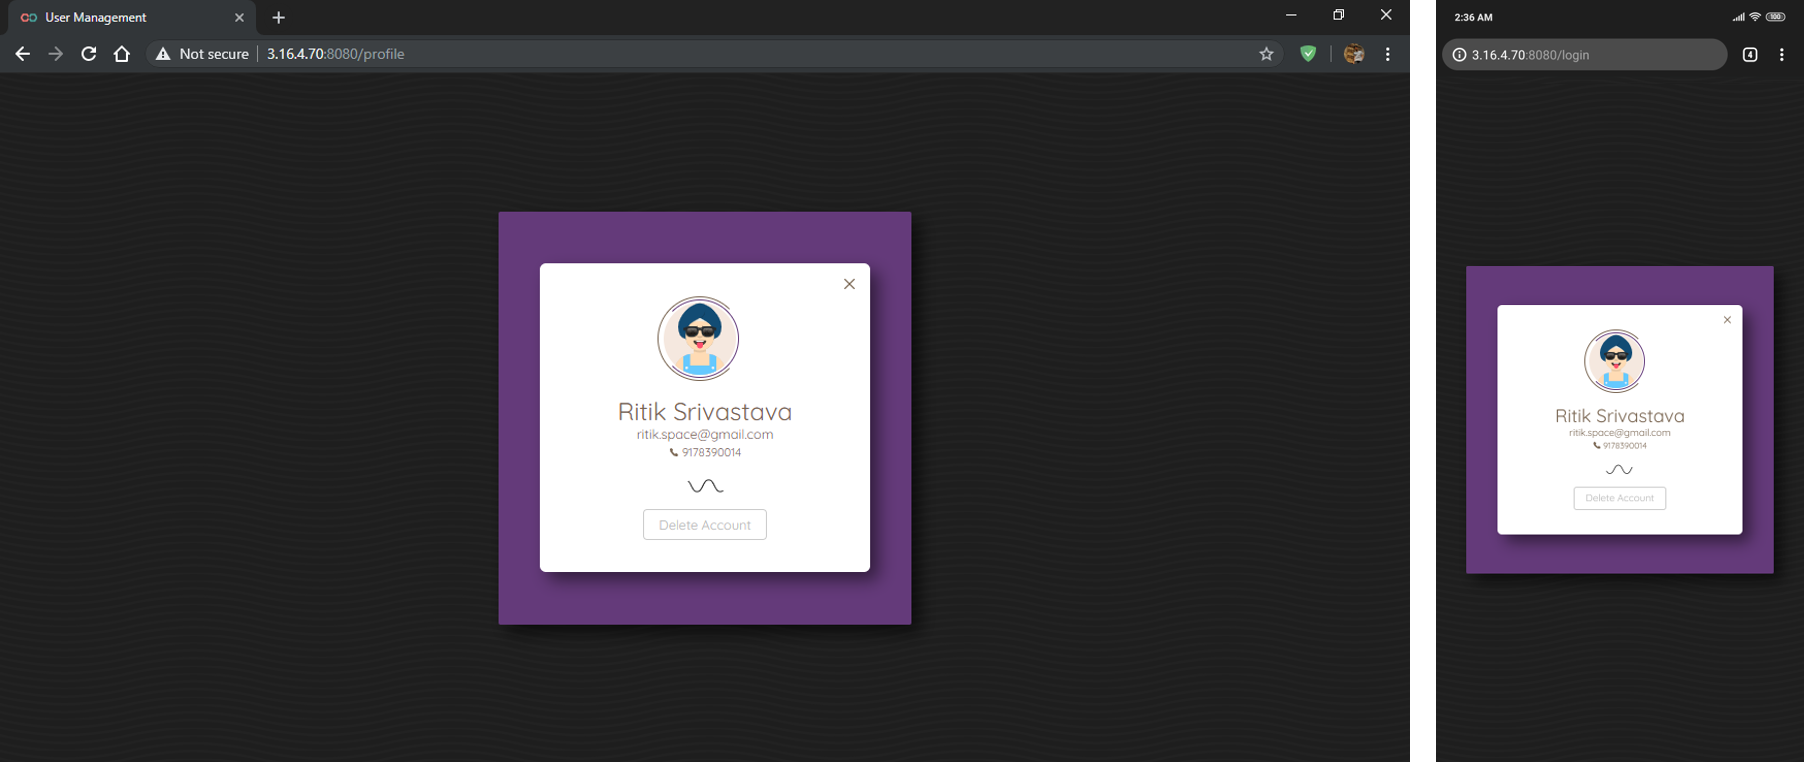 User Management
Not secure
3.16.4.70:8080/profile
Ritik Srivastava
ritik.space@gmail.com
9178390014
Delete Account
2:36 AM
100
3.16.4.70:8080/login
4
Ritik Srivastava
ritik.space@gmail.com
9178390014
Delete Account